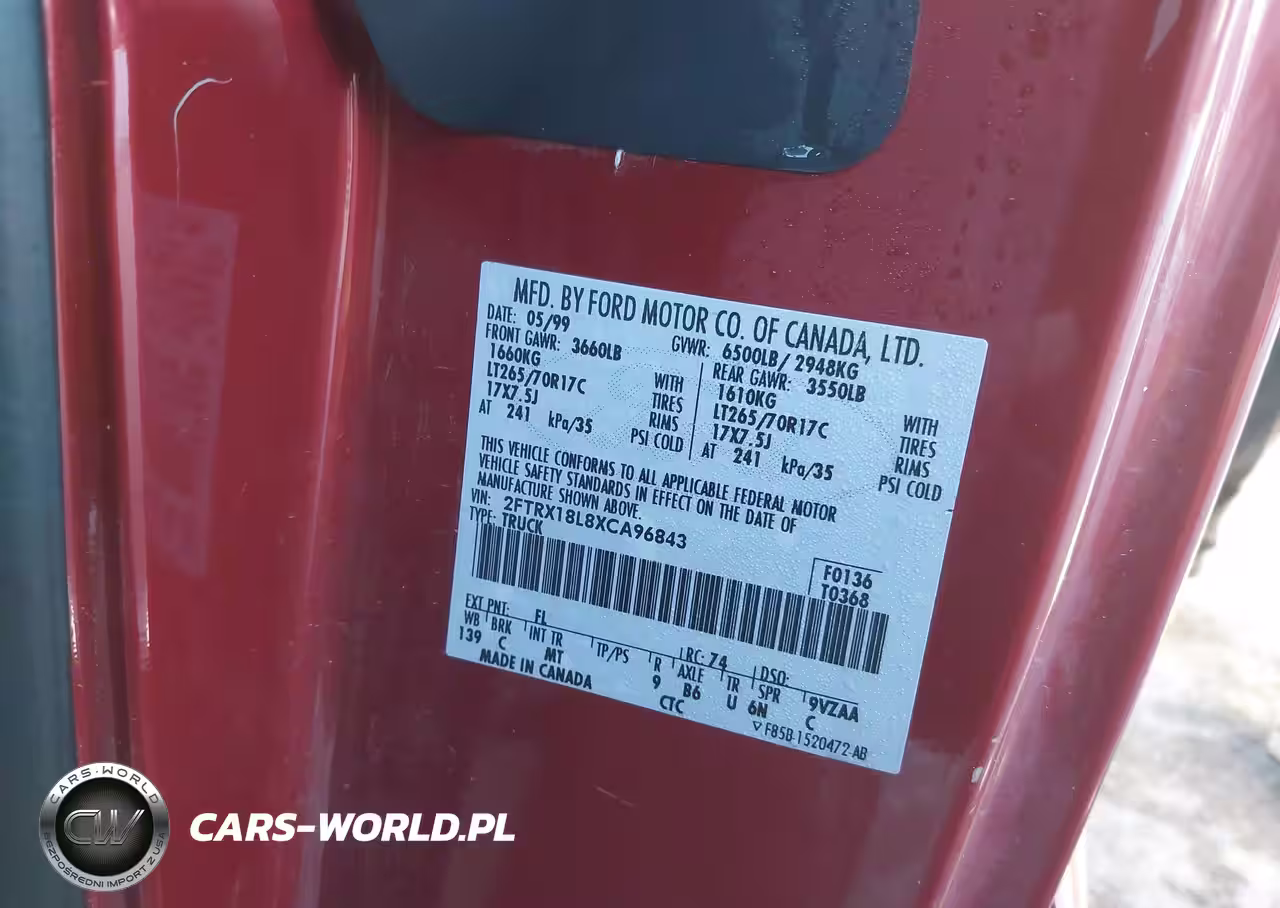 MFD. BY FORD MOTOR CO. OF CANADA, LTD.
DATE: 05/99 GVWR: 6500LB/ 2948KG
FRONT GAWR: 3660LB REAR GAWR: 3550LB
1660KG WITH 1610KG WITH
LT265/70R17C TIRES LT265/70R17C TIRES
17X7.5J RIMS 17X7.5J RIMS
AT 241 kPa/35 PSI COLD AT 241 kPa/35 PSI COLD
THIS VEHICLE CONFORMS TO ALL APPLICABLE FEDERAL MOTOR
VEHICLE SAFETY STANDARDS IN EFFECT ON THE DATE OF
MANUFACTURE SHOWN ABOVE.
VIN: 2FTRX18L8XCA96843
TYPE: TRUCK
F0136
T0368
EXT PNT: FL RC: 74 DSO:
WB BRK INT TR TP/PS R AXLE TR SPR 9VZAA
139 C MT 9 B6 U 6N C
MADE IN CANADA CTC ▽F85B-1520472-AB
CARS-WORLD
CW
BEZPOŚREDNI IMPORT Z USA
CARS-WORLD.PL